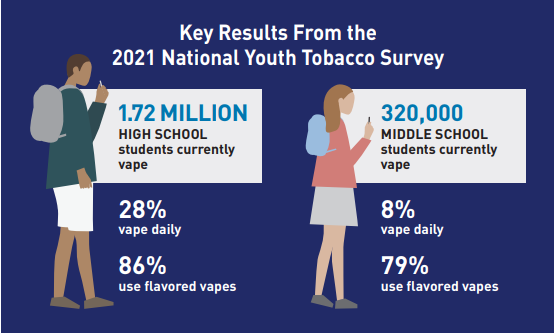 Key Results From the
2021 National Youth Tobacco Survey
1.72 MILLION
HIGH SCHOOL
students currently
vape
28%
vape daily
86%
use flavored vapes
320,000
MIDDLE SCHOOL
students currently
vape
8%
vape daily
79%
use flavored vapes